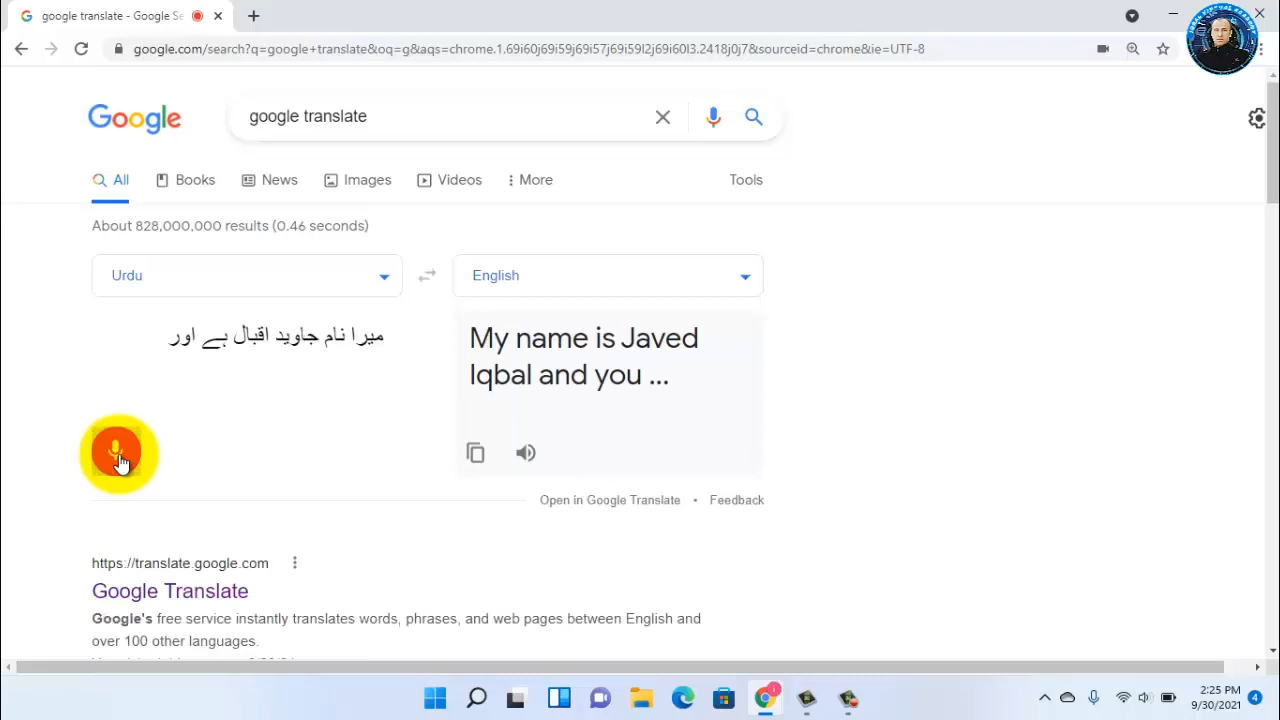 google translate - Google Se
google.com/search?q=google+translate&oq=g&aqs=chrome.1.69i60j69i59j69i57j69i59l2j69i60l3.2418j0j7&sourceid=chrome&ie=UTF-8
Google
google translate
All Books News Images Videos More Tools
About 828,000,000 results (0.46 seconds)
Urdu English
میرا نام جاوید اقبال ہے اور
My name is Javed
Iqbal and you ...
Open in Google Translate • Feedback
https://translate.google.com
Google Translate
Google's free service instantly translates words, phrases, and web pages between English and
over 100 other languages.
1
2:25 PM
9/30/2021
4